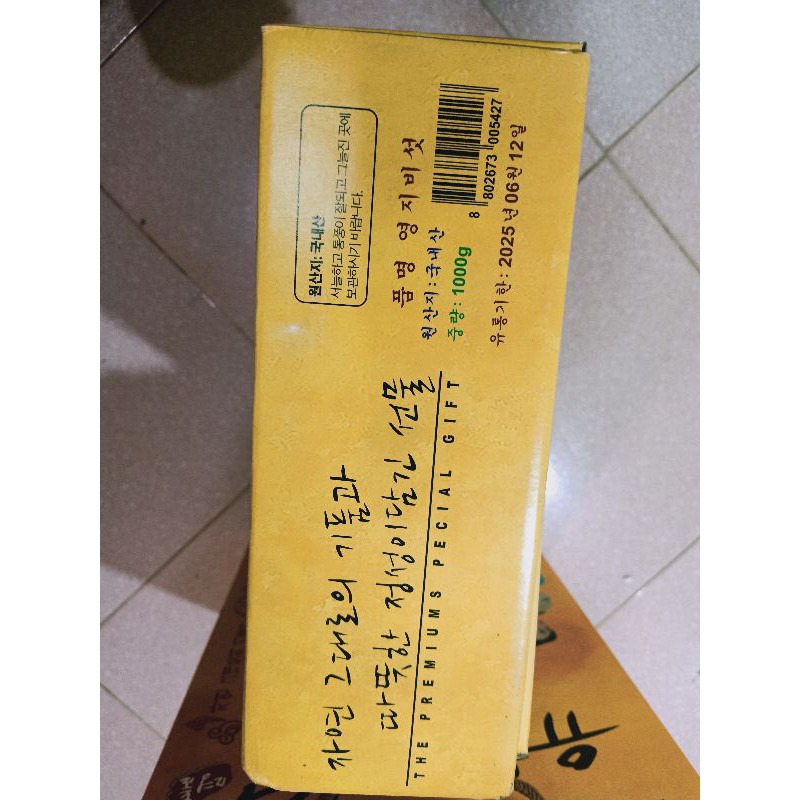 자연 그대로의 기품과
따뜻한 정성이 담긴 선물
THE PREMIUMS PECIAL GIFT
원산지: 국내산
서늘하고 통풍이 잘되고 그늘진 곳에
보관하시기 바랍니다.
품명 영지비섯
원산지:국내산
중량: 1000g
유통기한: 2025년 06월 12일
8 802673 005427